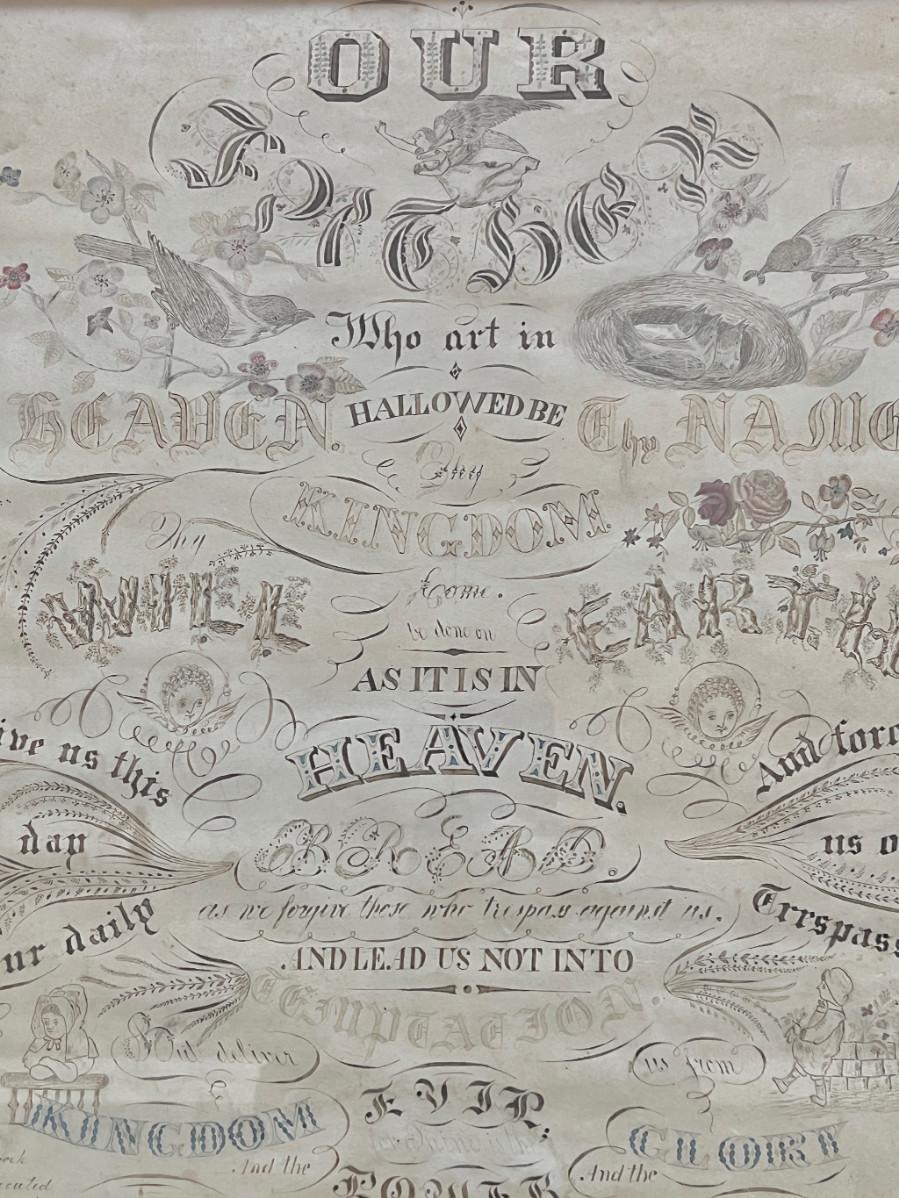 OUR
Father
Who art in
HEAVEN. HALLOWED BE Thy NAME
Thy
KINGDOM
Come.
Thy
WILL
be done on
EARTH
AS IT IS IN
HEAVEN.
ive us this
day
ur daily
BREAD.
And forg
us o
Trespass
as we forgive those who trespass against us.
AND LEAD US NOT INTO
TEMPTATION.
But deliver
us from
EVIL
KINGDOM
And the
POWER
And the
GLORY